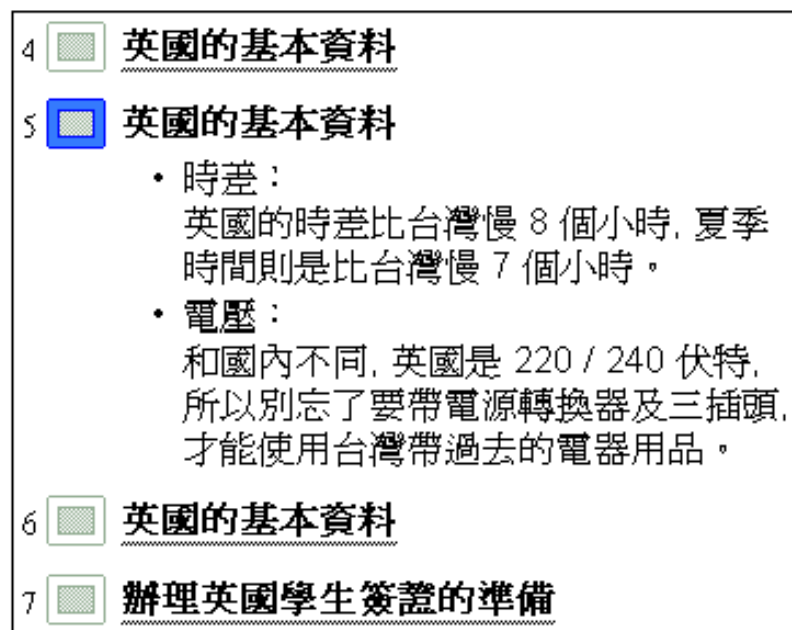 4 英國的基本資料
5 英國的基本資料
• 時差：
英國的時差比台灣慢 8 個小時, 夏季
時間則是比台灣慢 7 個小時。
• 電壓：
和國內不同, 英國是 220 / 240 伏特,
所以別忘了要帶電源轉換器及三插頭,
才能使用台灣帶過去的電器用品。
6 英國的基本資料
7 辦理英國學生簽證的準備